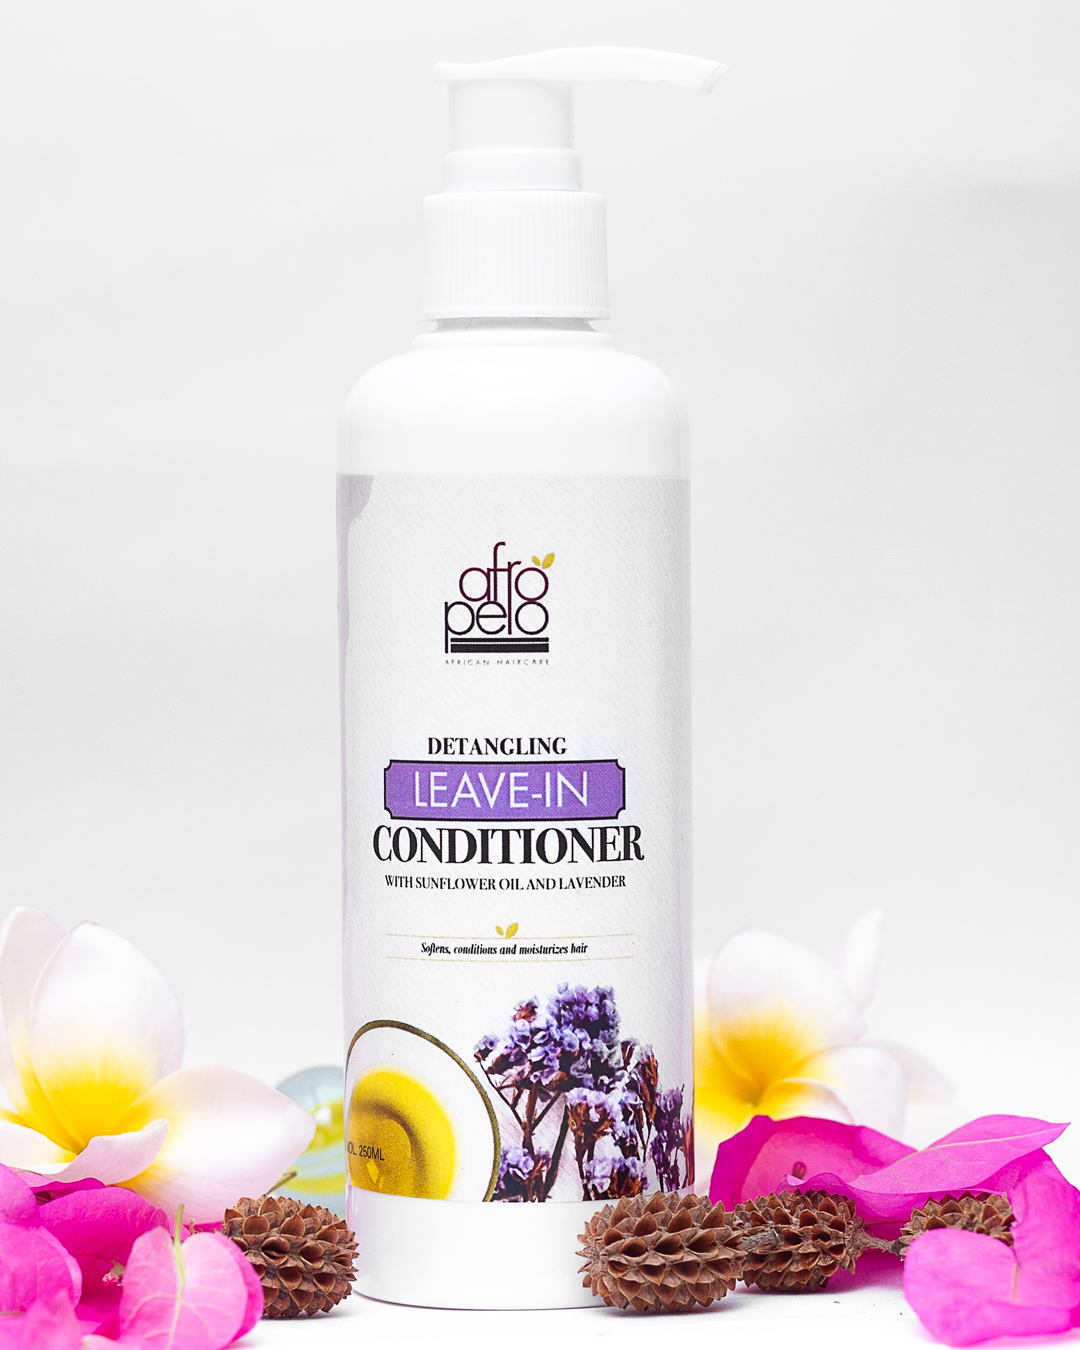 afro
pelo
AFRICAN HAIRCARE
DETANGLING
LEAVE-IN
CONDITIONER
WITH SUNFLOWER OIL AND LAVENDER
Softens, conditions and moisturizes hair
VOL. 250ML